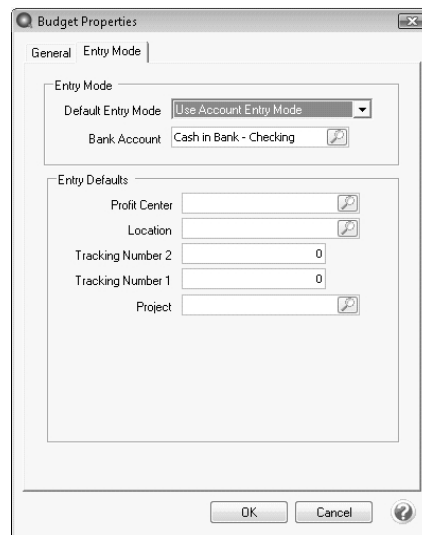 Budget Properties
General Entry Mode
Entry Mode
Default Entry Mode Use Account Entry Mode
Bank Account Cash in Bank - Checking
Entry Defaults
Profit Center
Location
Tracking Number 2 0
Tracking Number 1 0
Project
OK Cancel ?